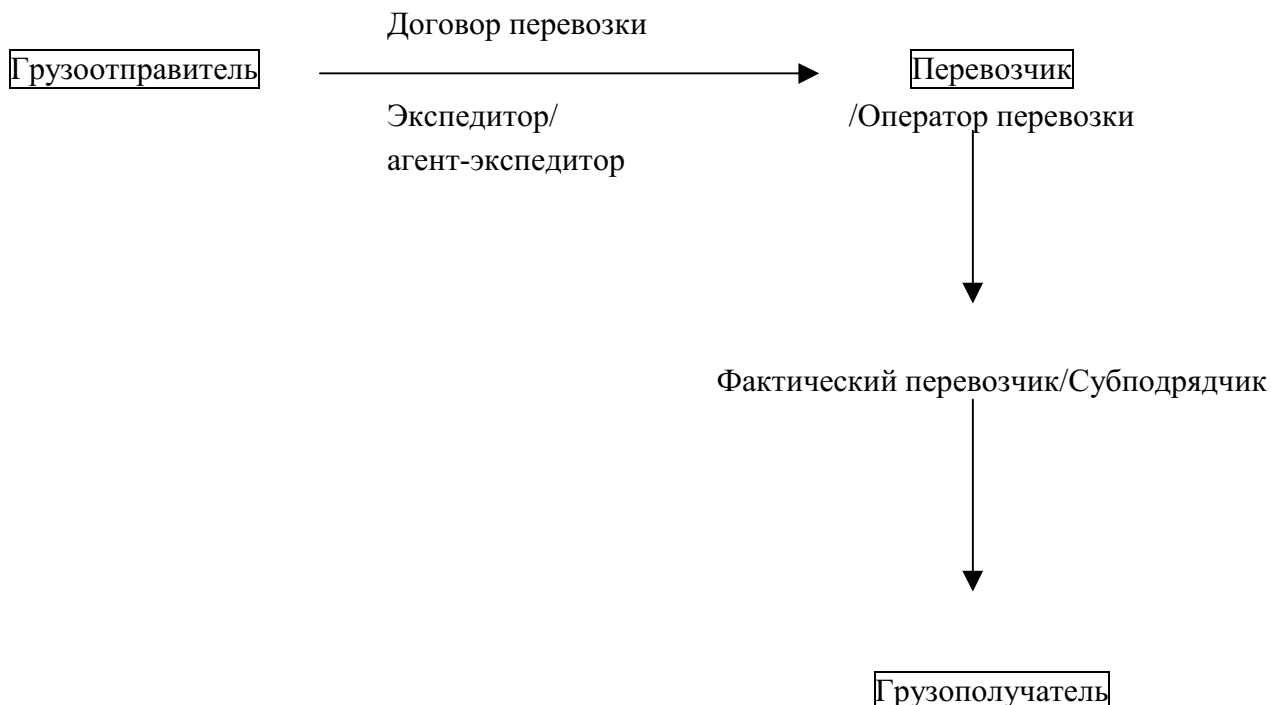 Договор перевозки
Грузоотправитель
Перевозчик
Экспедитор/
/Оператор перевозки
агент-экспедитор
Фактический перевозчик/Субподрядчик
Грузополучатель